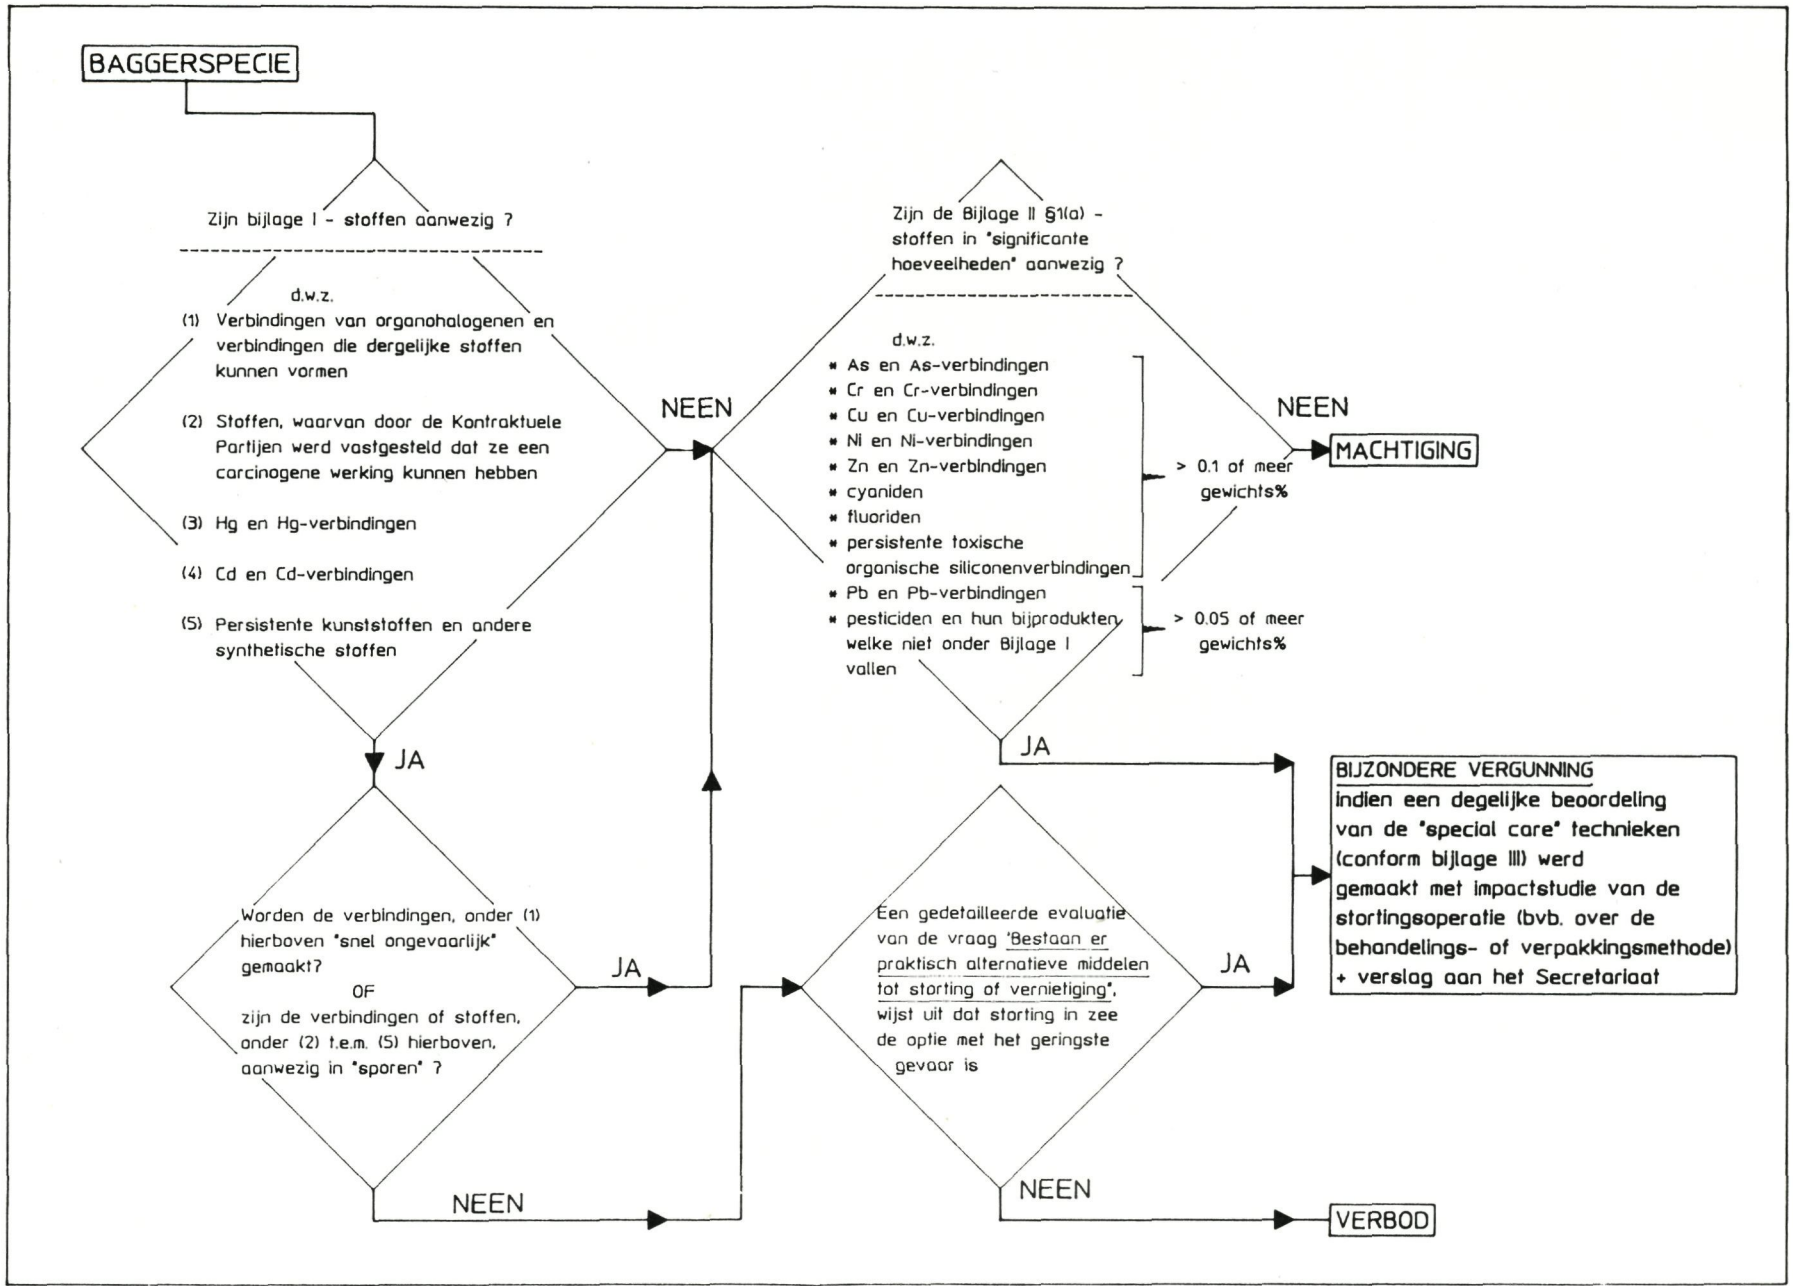 BAGGERSPECIE
Zijn bijlage I - stoffen aanwezig ?
d.w.z.
(1) Verbindingen van organohalogenen en
verbindingen die dergelijke stoffen
kunnen vormen
(2) Stoffen, waarvan door de Kontraktuele
Partijen werd vastgesteld dat ze een
carcinogene werking kunnen hebben
(3) Hg en Hg-verbindingen
(4) Cd en Cd-verbindingen
(5) Persistente kunststoffen en andere
synthetische stoffen
NEEN
JA
Zijn de Bijlage II §1(a) -
stoffen in "significante
hoeveelheden" aanwezig ?
d.w.z.
* As en As-verbindingen
* Cr en Cr-verbindingen
* Cu en Cu-verbindingen
* Ni en Ni-verbindingen
* Zn en Zn-verbindingen
* cyaniden
* fluoriden
* persistente toxische
organische siliconenverbindingen
> 0.1 of meer
gewichts%
* Pb en Pb-verbindingen
* pesticiden en hun bijprodukten
welke niet onder Bijlage I
vallen
> 0.05 of meer
gewichts%
NEEN
MACHTIGING
JA
Worden de verbindingen, onder (1)
hierboven "snel ongevaarlijk"
gemaakt?
OF
zijn de verbindingen of stoffen,
onder (2) t.e.m. (5) hierboven,
aanwezig in "sporen" ?
JA
NEEN
Een gedetailleerde evaluatie
van de vraag "Bestaan er
praktisch alternatieve middelen
tot storting of vernietiging",
wijst uit dat storting in zee
de optie met het geringste
gevaar is
JA
NEEN
BIJZONDERE VERGUNNING
indien een degelijke beoordeling
van de "special care" technieken
(conform bijlage III) werd
gemaakt met impactstudie van de
stortingsoperatie (bvb. over de
behandelings- of verpakkingsmethode)
+ verslag aan het Secretariaat
VERBOD